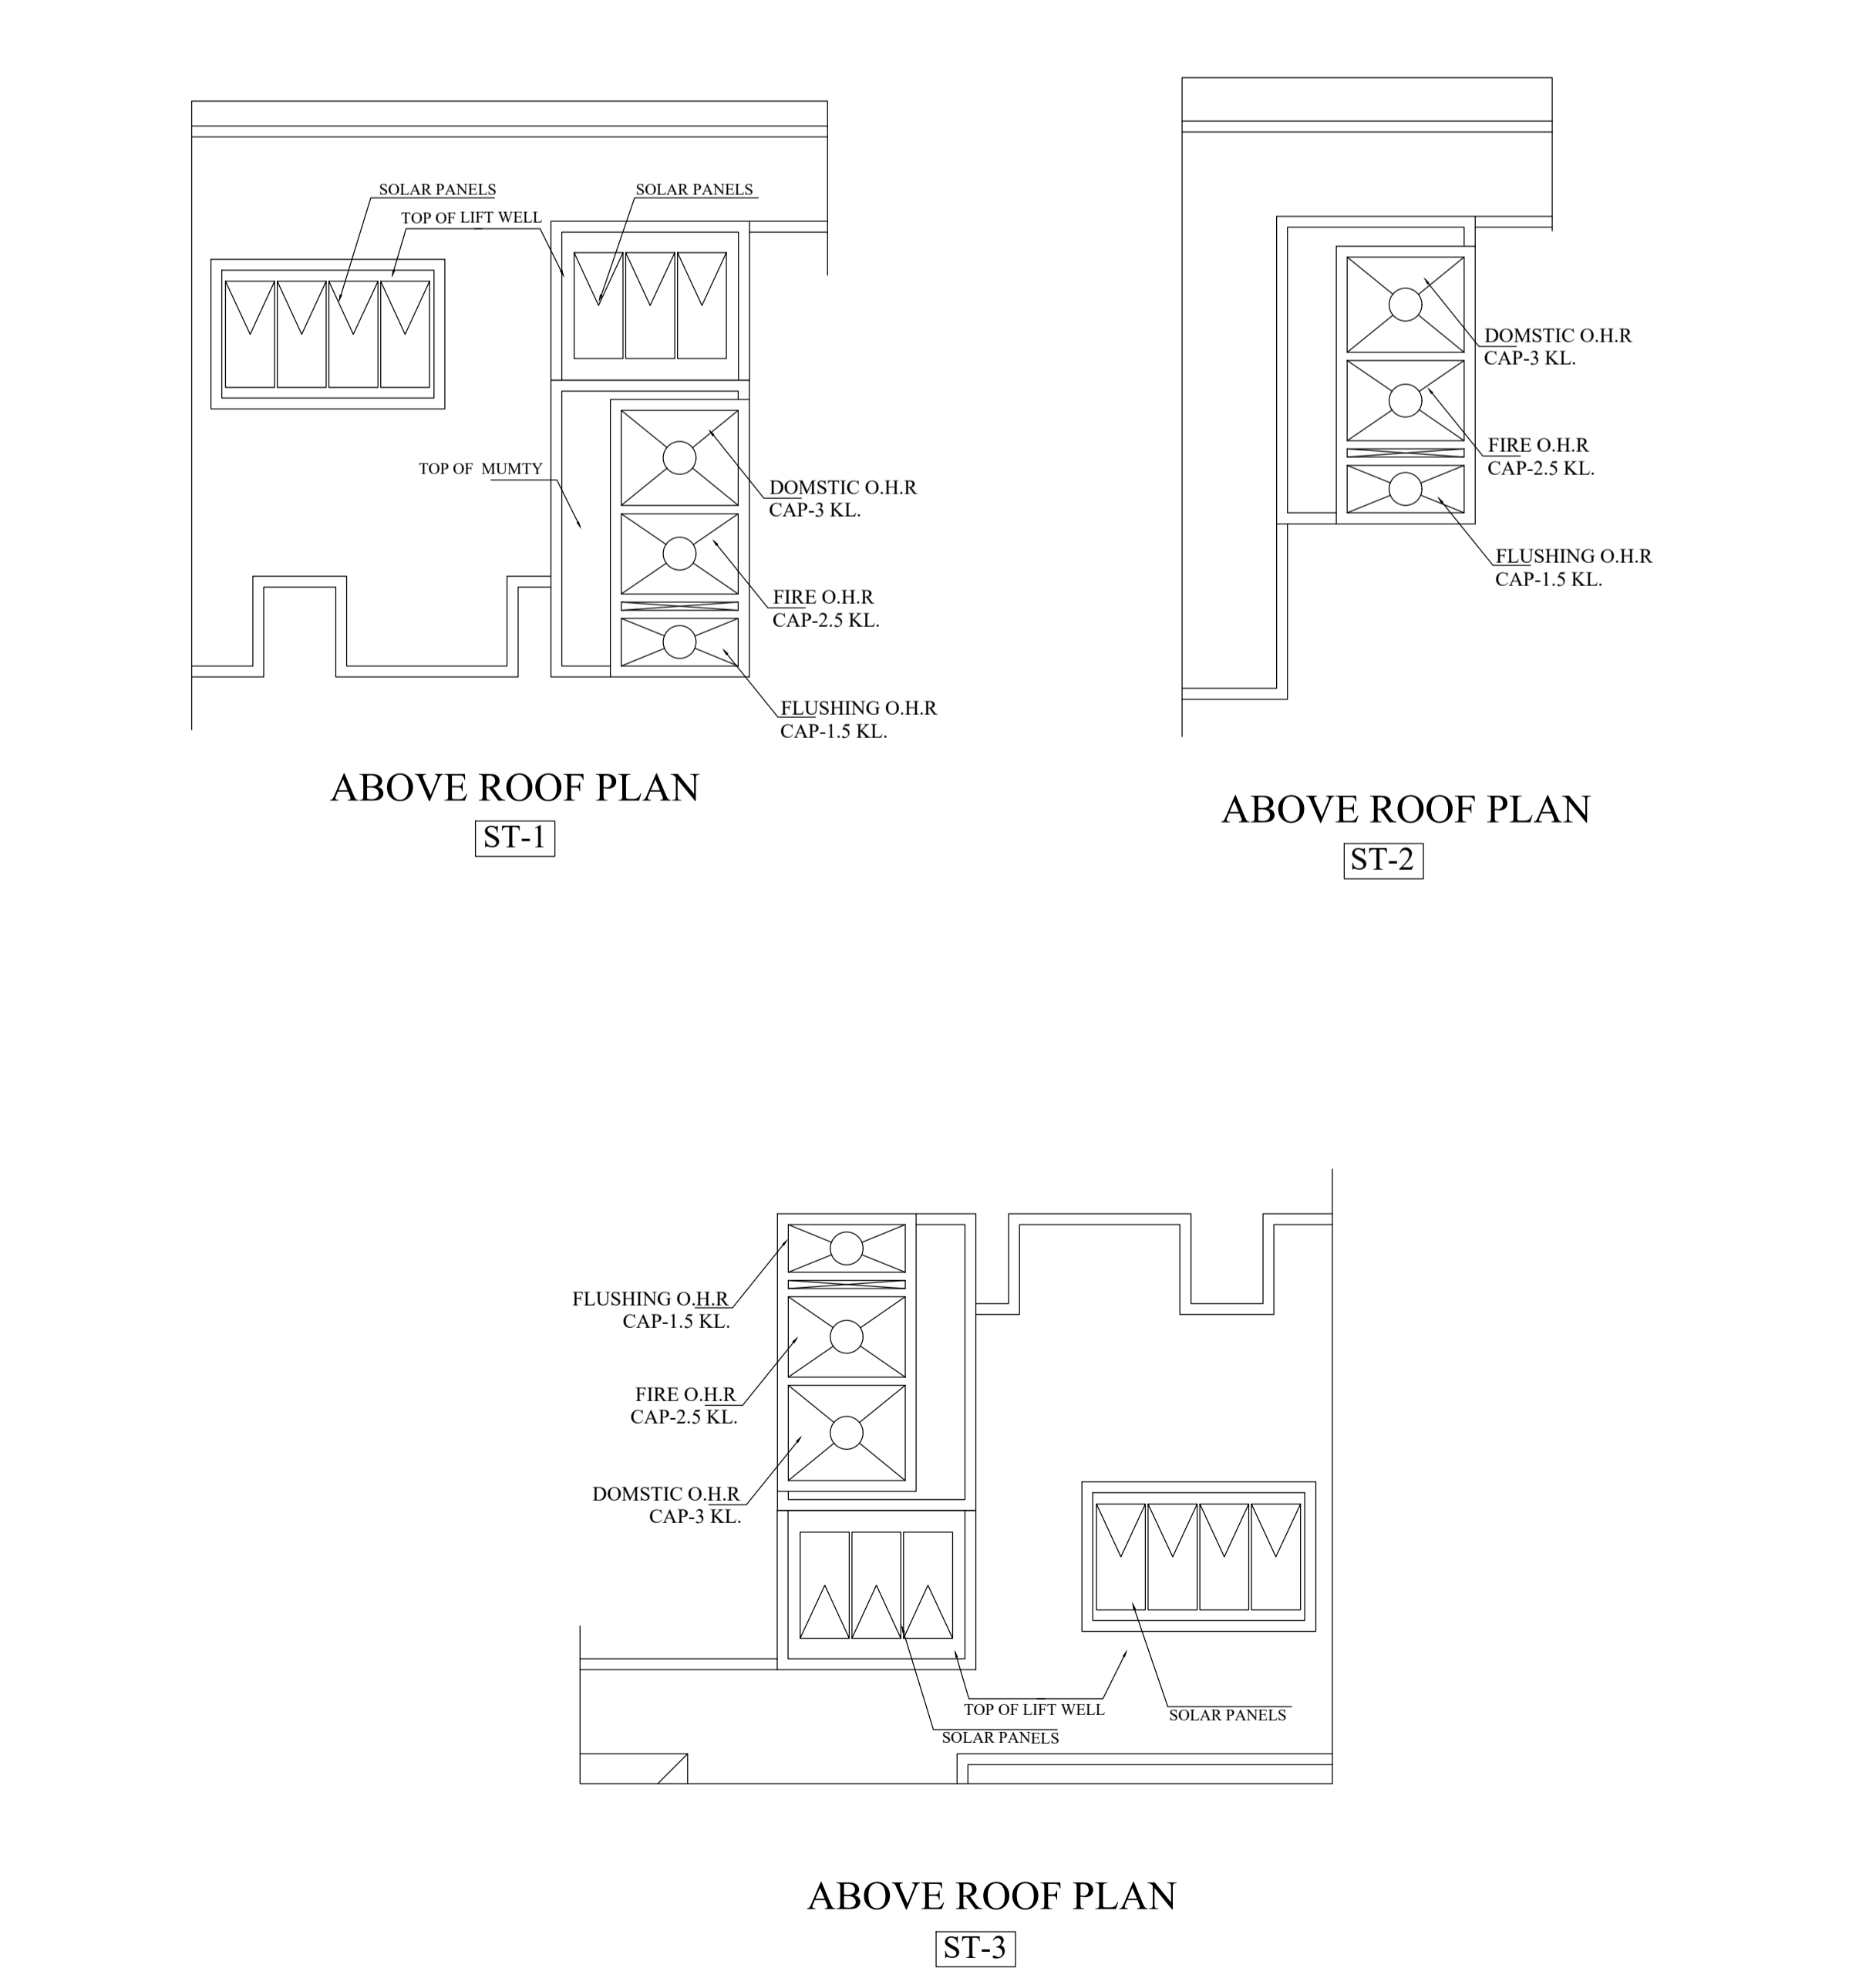 SOLAR PANELS
SOLAR PANELS
TOP OF LIFT WELL
TOP OF MUMTY
DOMSTIC O.H.R
CAP-3 KL.
FIRE O.H.R
CAP-2.5 KL.
FLUSHING O.H.R
CAP-1.5 KL.
ABOVE ROOF PLAN
ST-1
DOMSTIC O.H.R
CAP-3 KL.
FIRE O.H.R
CAP-2.5 KL.
FLUSHING O.H.R
CAP-1.5 KL.
ABOVE ROOF PLAN
ST-2
FLUSHING O.H.R
CAP-1.5 KL.
FIRE O.H.R
CAP-2.5 KL.
DOMSTIC O.H.R
CAP-3 KL.
TOP OF LIFT WELL
SOLAR PANELS
SOLAR PANELS
ABOVE ROOF PLAN
ST-3